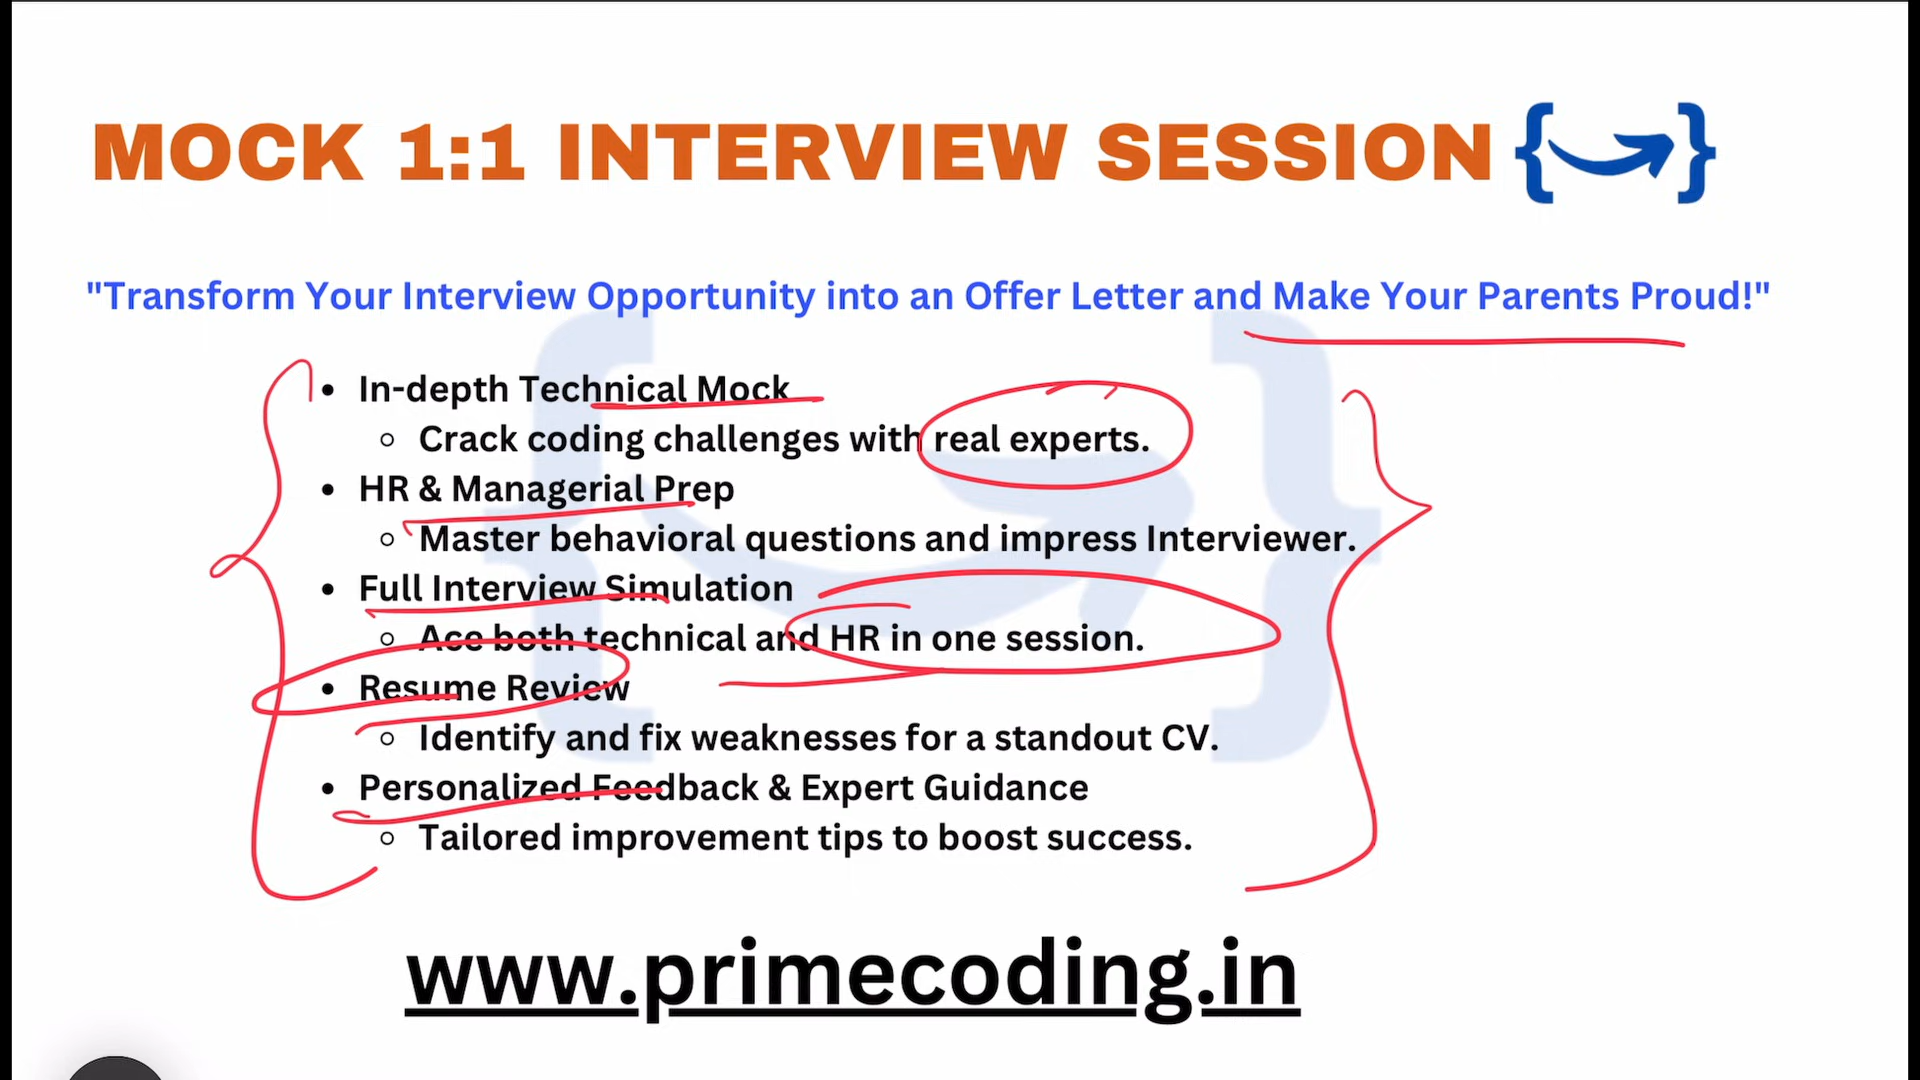 MOCK 1:1 INTERVIEW SESSION
"Transform Your Interview Opportunity into an Offer Letter and Make Your Parents Proud!"
• In-depth Technical Mock
○ Crack coding challenges with real experts.
• HR & Managerial Prep
○ Master behavioral questions and impress Interviewer.
• Full Interview Simulation
○ Ace both technical and HR in one session.
• Resume Review
○ Identify and fix weaknesses for a standout CV.
• Personalized Feedback & Expert Guidance
○ Tailored improvement tips to boost success.
www.primecoding.in